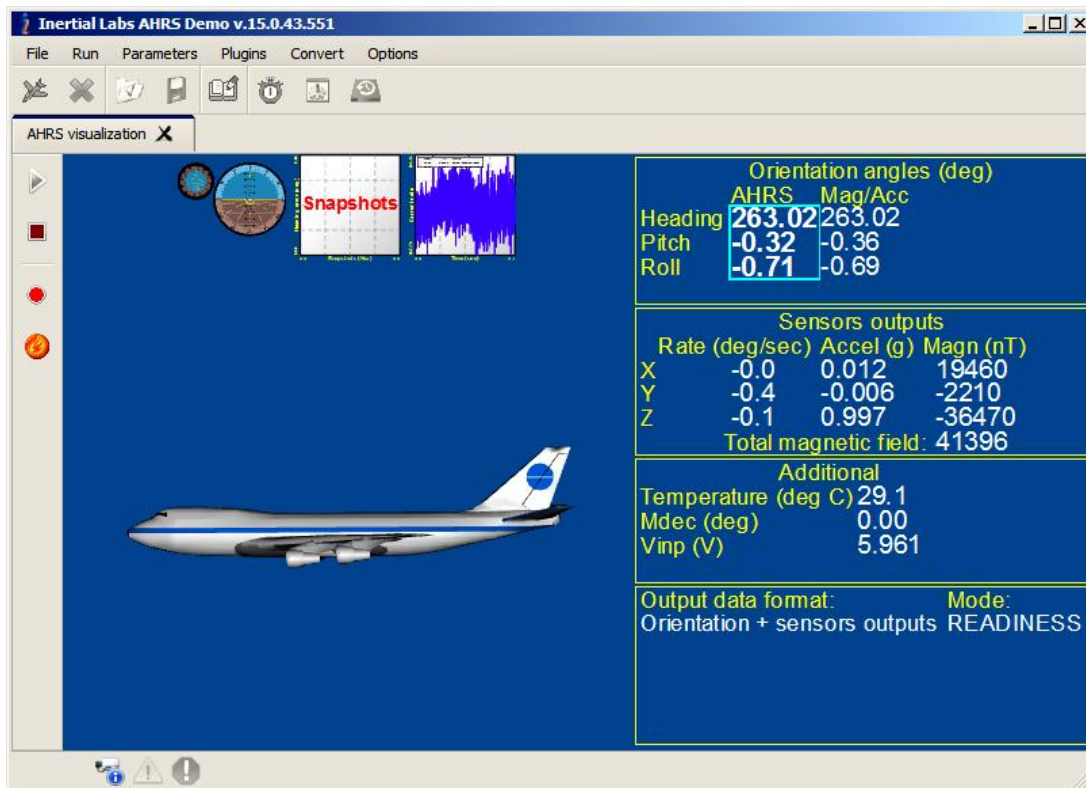 Inertial Labs AHRS Demo v.15.0.43.551
File Run Parameters Plugins Convert Options
AHRS visualization
Snapshots
Orientation angles (deg)
AHRS Mag/Acc
Heading 263.02 263.02
Pitch -0.32 -0.36
Roll -0.71 -0.69
Sensors outputs
Rate (deg/sec) Accel (g) Magn (nT)
X -0.0 0.012 19460
Y -0.4 -0.006 -2210
Z -0.1 0.997 -36470
Total magnetic field: 41396
Additional
Temperature (deg C) 29.1
Mdec (deg) 0.00
Vinp (V) 5.961
Output data format: Mode:
Orientation + sensors outputs READINESS